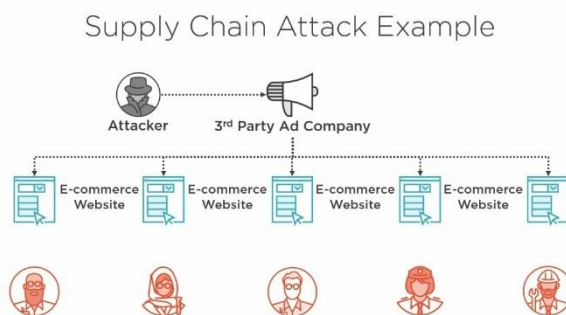 Supply Chain Attack Example
Attacker
3rd Party Ad Company
E-commerce
Website
E-commerce
Website
E-commerce
Website
E-commerce
Website